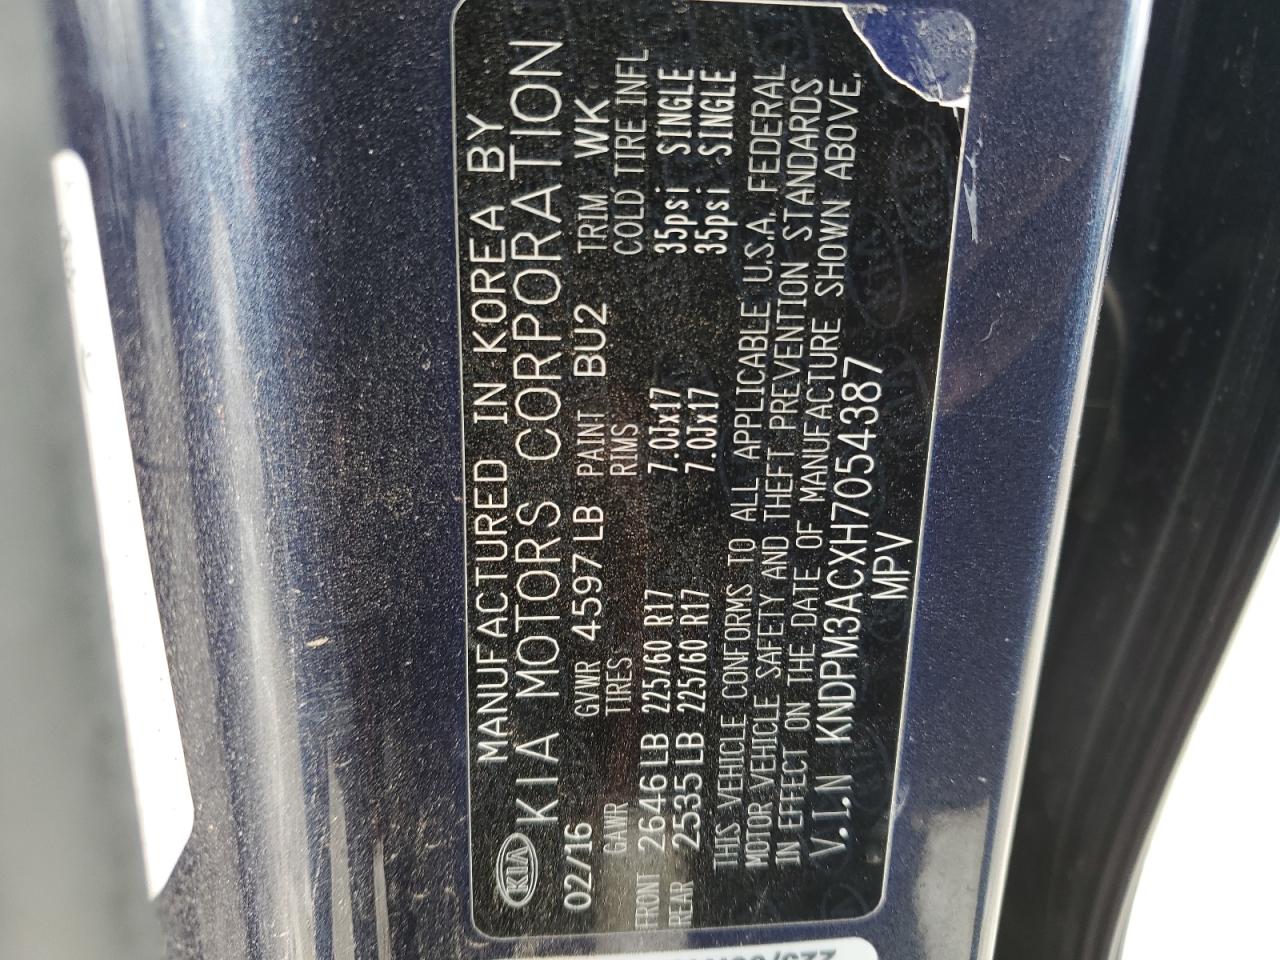 MANUFACTURED IN KOREA BY
KIA KIA MOTORS CORPORATION
02/16 GVWR 4597 LB PAINT BU2 TRIM WK
GAWR TIRES RIMS COLD TIRE INFL
FRONT 2646 LB 225/60 R17 7.0Jx17 35psi SINGLE
REAR 2535 LB 225/60 R17 7.0Jx17 35psi SINGLE
THIS VEHICLE CONFORMS TO ALL APPLICABLE U.S.A. FEDERAL
MOTOR VEHICLE SAFETY AND THEFT PREVENTION STANDARDS
IN EFFECT ON THE DATE OF MANUFACTURE SHOWN ABOVE.
V.I.N KNDPM3ACXH7054387
MPV